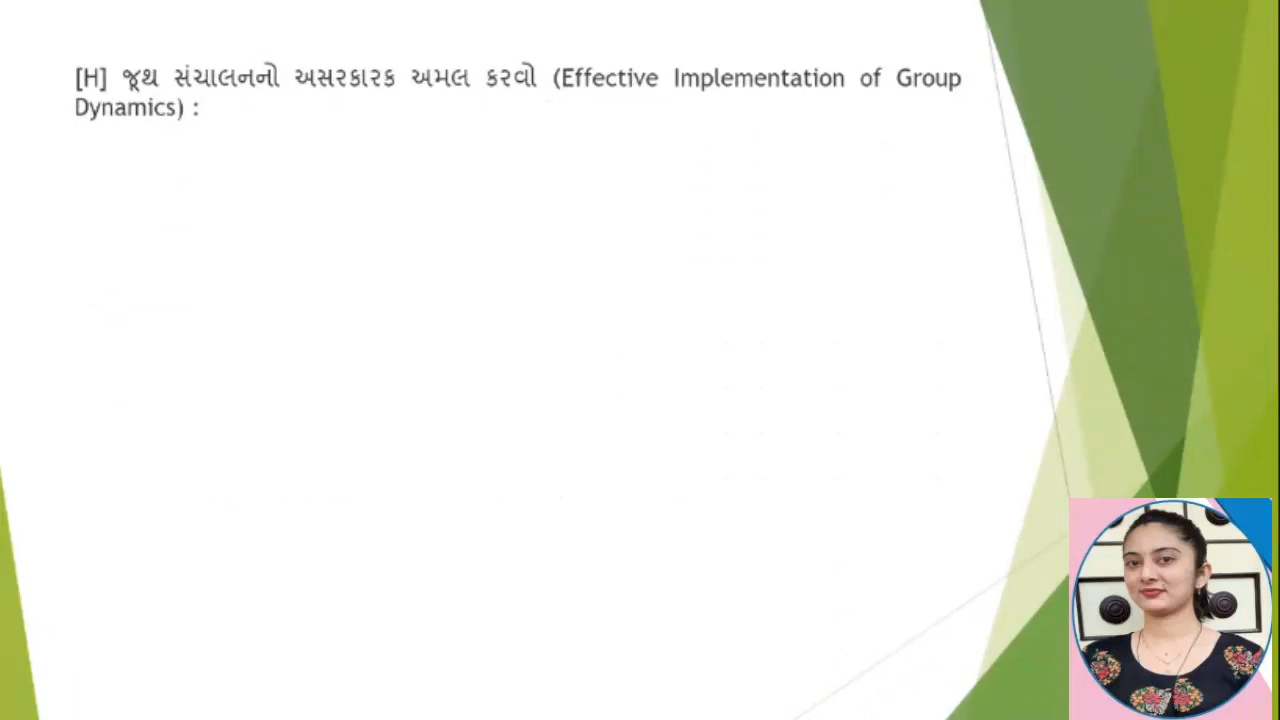 [H] જૂથ સંચાલનનો અસરકારક અમલ કરવો (Effective Implementation of Group
Dynamics) :